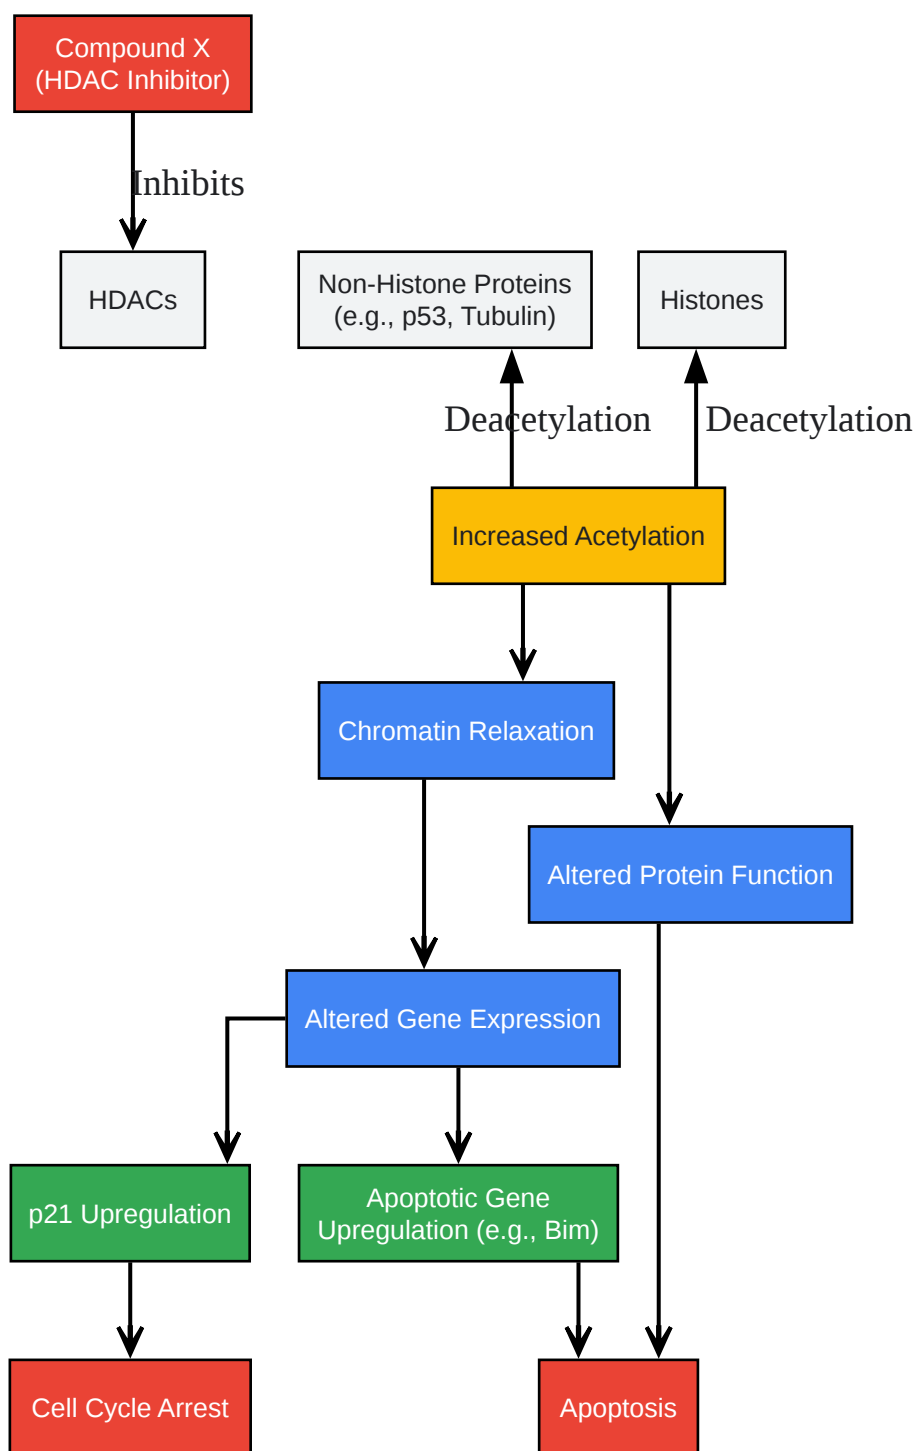 Compound X
(HDAC Inhibitor)
Inhibits
HDACs
Non-Histone Proteins
(e.g., p53, Tubulin)
Histones
Deacetylation
Deacetylation
Increased Acetylation
Chromatin Relaxation
Altered Protein Function
Altered Gene Expression
p21 Upregulation
Apoptotic Gene
Upregulation (e.g., Bim)
Cell Cycle Arrest
Apoptosis